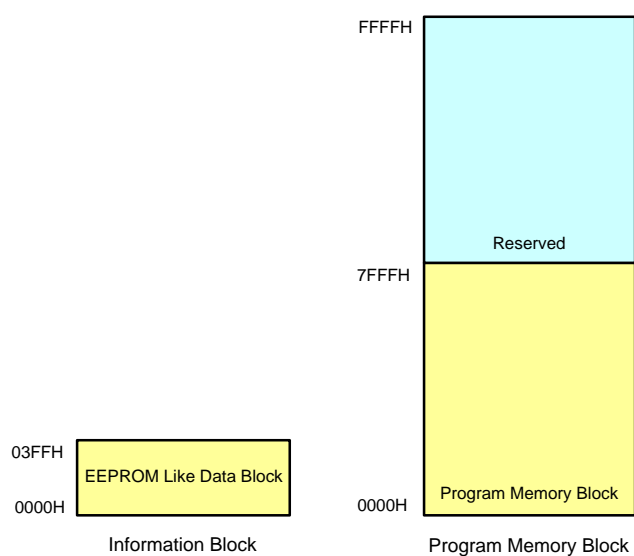 FFFFH
Reserved
7FFFH
03FFH
EEPROM Like Data Block
0000H
Information Block
Program Memory Block
0000H
Program Memory Block